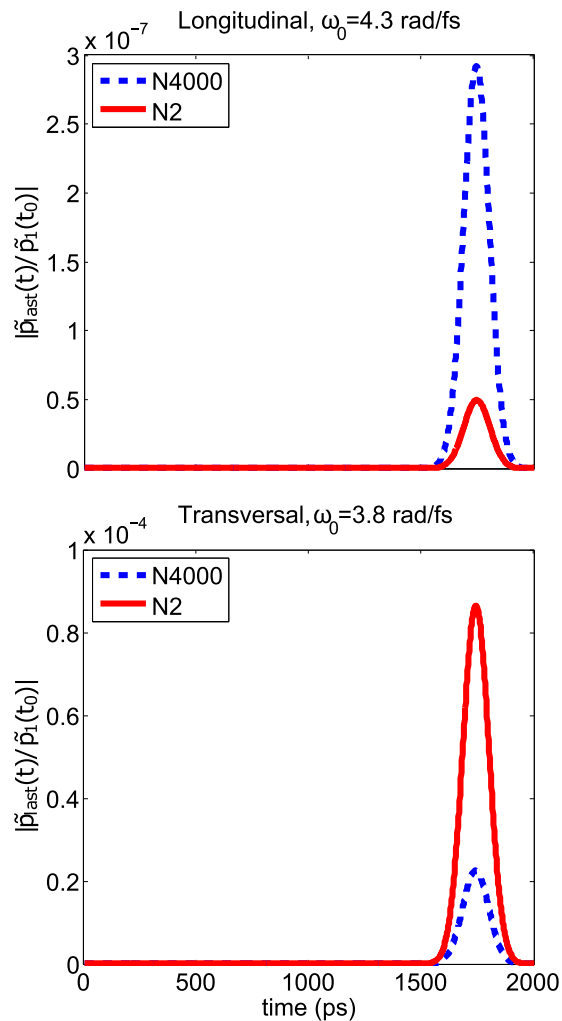 Longitudinal, ω0=4.3 rad/fs
x 10^-7
3
2.5
2
1.5
1
0.5
0
|p̃last(t)/p̃1(t0)|
N4000
N2
Transversal, ω0=3.8 rad/fs
x 10^-4
1
0.8
0.6
0.4
0.2
0
|p̃last(t)/p̃1(t0)|
N4000
N2
0 500 1000 1500 2000
time (ps)